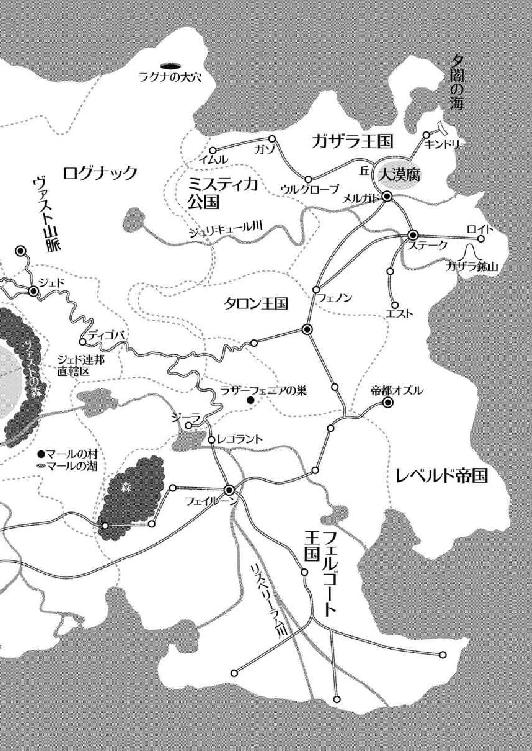 夕闇の海
ラグナの大穴
ガザラ王国
キンドリ
イムル
ガゾ
丘
大漠腐
ログナック
ミスティカ
公国
ウルグローブ
メルガド
ヴァスト山脈
ジュリキュール川
ステーク
ロイト
ガザラ鉱山
ジェド
タロン王国
フェノン
エスト
ディゴバ
ジェド連邦
直轄区
ラザーフェニアの巣
帝都オズル
ジーラ
レゴラント
マールの村
マールの湖
森
レベルド帝国
フェイルーン
フェルゴート
王国